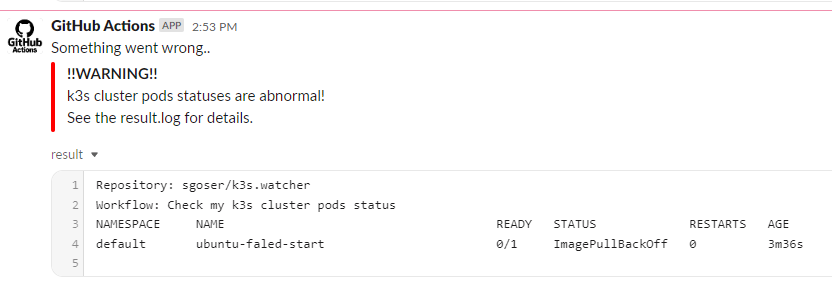 GitHub Actions
GitHub Actions APP 2:53 PM
Something went wrong..
!!WARNING!!
k3s cluster pods statuses are abnormal!
See the result.log for details.
result
1 Repository: sgoser/k3s.watcher
2 Workflow: Check my k3s cluster pods status
3 NAMESPACE NAME READY STATUS RESTARTS AGE
4 default ubuntu-faled-start 0/1 ImagePullBackOff 0 3m36s
5